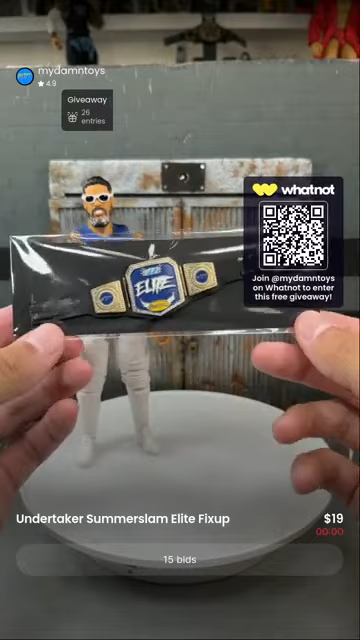 mydamntoys
4.9
Giveaway
26
entries
whatnot
Join @mydamntoys
on Whatnot to enter
this free giveaway!
ELITE
Undertaker Summerslam Elite Fixup
$19
00:00
15 bids